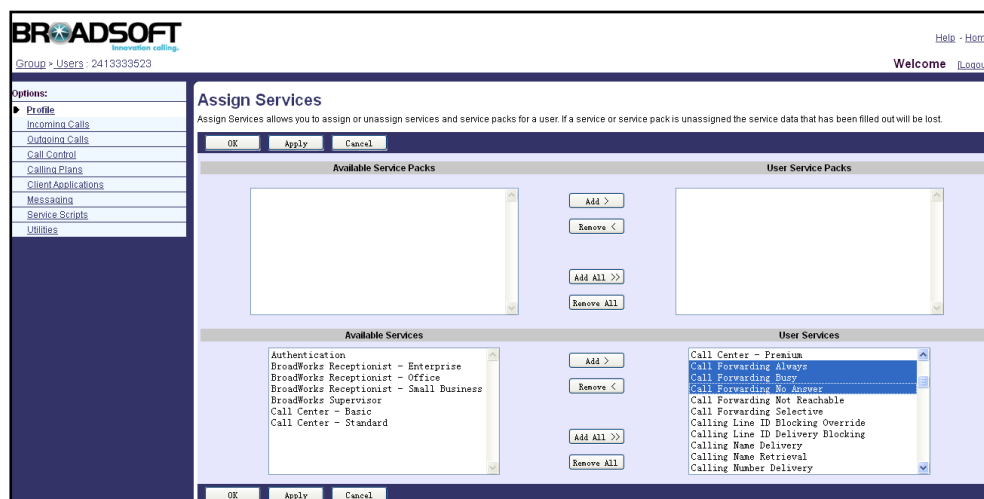 BROADSOFT
Innovation calling.
Help - Hom
Group > Users : 2413333523
Welcome [Logou
Options:
Profile
Incoming Calls
Outgoing Calls
Call Control
Calling Plans
Client Applications
Messaging
Service Scripts
Utilities
Assign Services
Assign Services allows you to assign or unassign services and service packs for a user. If a service or service pack is unassigned the service data that has been filled out will be lost.
OK Apply Cancel
Available Service Packs
User Service Packs
Add >
Remove <
Add All >>
Remove All
Available Services
User Services
Authentication
BroadWorks Receptionist - Enterprise
BroadWorks Receptionist - Office
BroadWorks Receptionist - Small Business
BroadWorks Supervisor
Call Center - Basic
Call Center - Standard
Add >
Remove <
Add All >>
Remove All
Call Center - Premium
Call Forwarding Always
Call Forwarding Busy
Call Forwarding No Answer
Call Forwarding Not Reachable
Call Forwarding Selective
Calling Line ID Blocking Override
Calling Line ID Delivery Blocking
Calling Name Delivery
Calling Name Retrieval
Calling Number Delivery
OK Apply Cancel